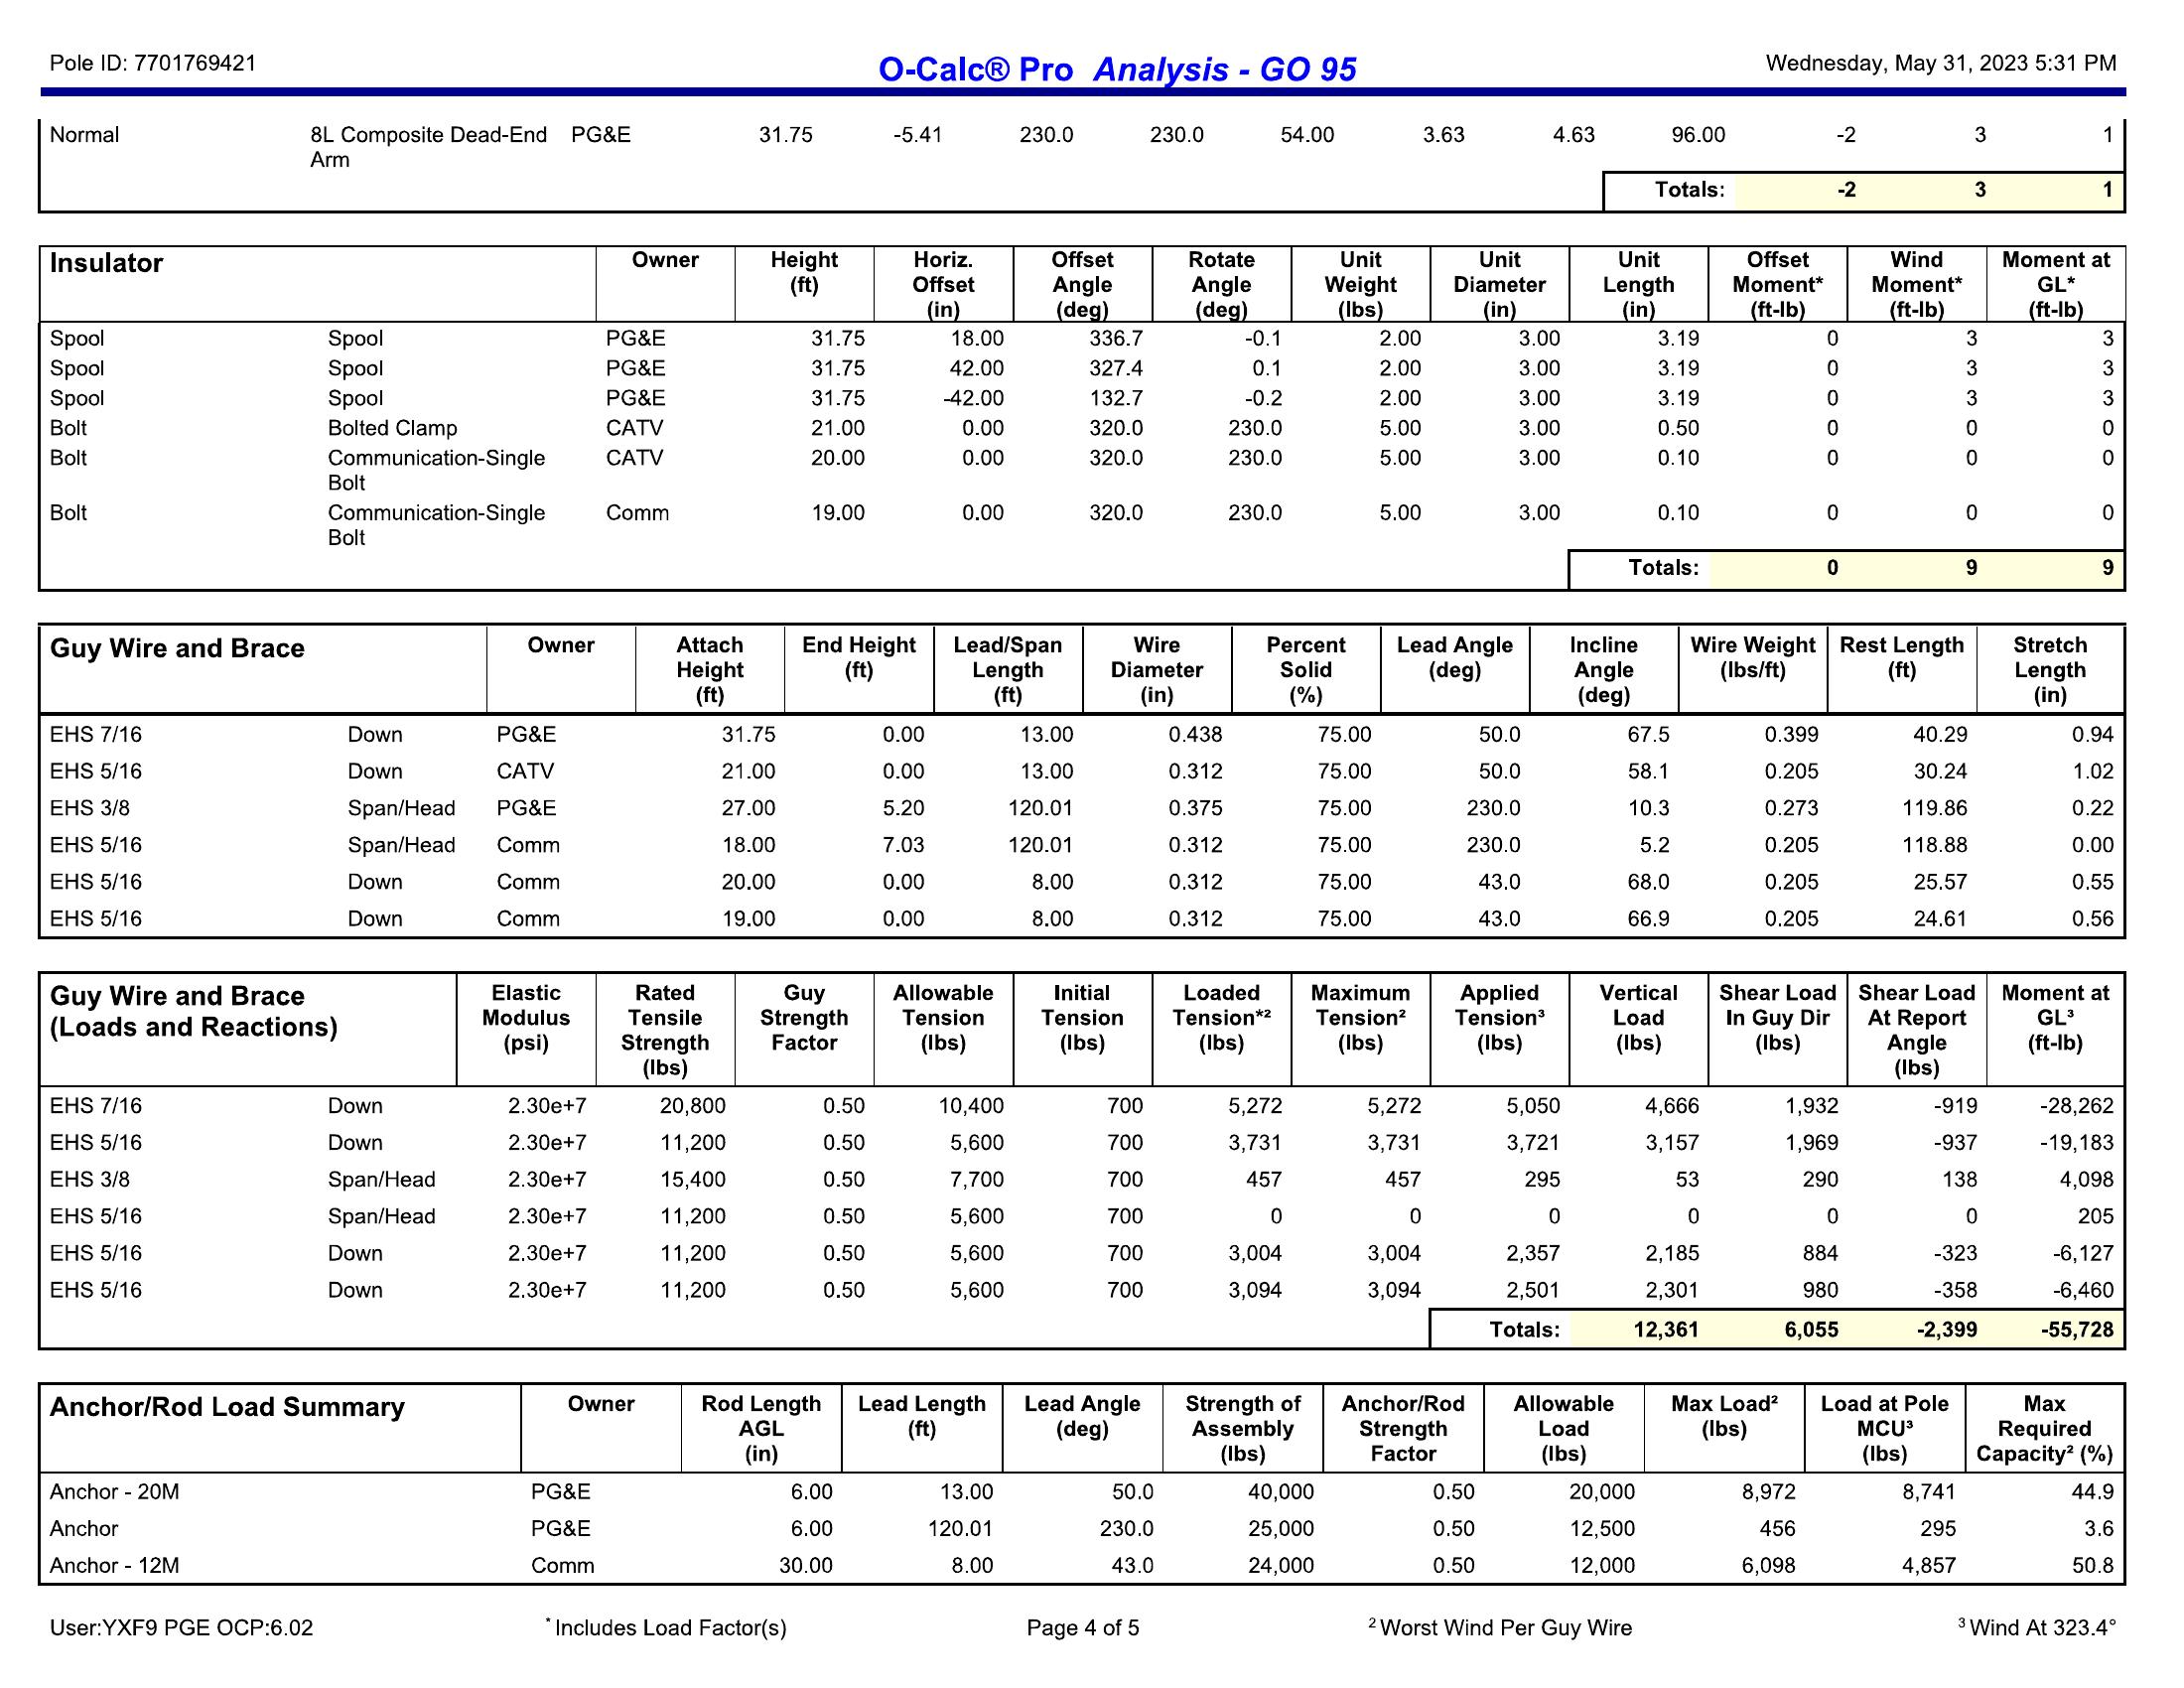 Pole ID: 7701769421
O-Calc® Pro Analysis - GO 95
Wednesday, May 31, 2023 5:31 PM
Normal 8L Composite Dead-End Arm PG&E 31.75 -5.41 230.0 230.0 54.00 3.63 4.63 96.00 -2 3 1
Totals: -2 3 1
Insulator Owner Height (ft) Horiz. Offset (in) Offset Angle (deg) Rotate Angle (deg) Unit Weight (lbs) Unit Diameter (in) Unit Length (in) Offset Moment* (ft-lb) Wind Moment* (ft-lb) Moment at GL* (ft-lb)
Spool Spool PG&E 31.75 18.00 336.7 -0.1 2.00 3.00 3.19 0 3 3
Spool Spool PG&E 31.75 42.00 327.4 0.1 2.00 3.00 3.19 0 3 3
Spool Spool PG&E 31.75 -42.00 132.7 -0.2 2.00 3.00 3.19 0 3 3
Bolt Bolted Clamp CATV 21.00 0.00 320.0 230.0 5.00 3.00 0.50 0 0 0
Bolt Communication-Single Bolt CATV 20.00 0.00 320.0 230.0 5.00 3.00 0.10 0 0 0
Bolt Communication-Single Bolt Comm 19.00 0.00 320.0 230.0 5.00 3.00 0.10 0 0 0
Totals: 0 9 9
Guy Wire and Brace Owner Attach Height (ft) End Height (ft) Lead/Span Length (ft) Wire Diameter (in) Percent Solid (%) Lead Angle (deg) Incline Angle (deg) Wire Weight (lbs/ft) Rest Length (ft) Stretch Length (in)
EHS 7/16 Down PG&E 31.75 0.00 13.00 0.438 75.00 50.0 67.5 0.399 40.29 0.94
EHS 5/16 Down CATV 21.00 0.00 13.00 0.312 75.00 50.0 58.1 0.205 30.24 1.02
EHS 3/8 Span/Head PG&E 27.00 5.20 120.01 0.375 75.00 230.0 10.3 0.273 119.86 0.22
EHS 5/16 Span/Head Comm 18.00 7.03 120.01 0.312 75.00 230.0 5.2 0.205 118.88 0.00
EHS 5/16 Down Comm 20.00 0.00 8.00 0.312 75.00 43.0 68.0 0.205 25.57 0.55
EHS 5/16 Down Comm 19.00 0.00 8.00 0.312 75.00 43.0 66.9 0.205 24.61 0.56
Guy Wire and Brace (Loads and Reactions) Elastic Modulus (psi) Rated Tensile Strength (lbs) Guy Strength Factor Allowable Tension (lbs) Initial Tension (lbs) Loaded Tension*² (lbs) Maximum Tension² (lbs) Applied Tension³ (lbs) Vertical Load (lbs) Shear Load In Guy Dir (lbs) Shear Load At Report Angle (lbs) Moment at GL³ (ft-lb)
EHS 7/16 Down 2.30e+7 20,800 0.50 10,400 700 5,272 5,272 5,050 4,666 1,932 -919 -28,262
EHS 5/16 Down 2.30e+7 11,200 0.50 5,600 700 3,731 3,731 3,721 3,157 1,969 -937 -19,183
EHS 3/8 Span/Head 2.30e+7 15,400 0.50 7,700 700 457 457 295 53 290 138 4,098
EHS 5/16 Span/Head 2.30e+7 11,200 0.50 5,600 700 0 0 0 0 0 0 205
EHS 5/16 Down 2.30e+7 11,200 0.50 5,600 700 3,004 3,004 2,357 2,185 884 -323 -6,127
EHS 5/16 Down 2.30e+7 11,200 0.50 5,600 700 3,094 3,094 2,501 2,301 980 -358 -6,460
Totals: 12,361 6,055 -2,399 -55,728
Anchor/Rod Load Summary Owner Rod Length AGL (in) Lead Length (ft) Lead Angle (deg) Strength of Assembly (lbs) Anchor/Rod Strength Factor Allowable Load (lbs) Max Load² (lbs) Load at Pole MCU³ (lbs) Max Required Capacity² (%)
Anchor - 20M PG&E 6.00 13.00 50.0 40,000 0.50 20,000 8,972 8,741 44.9
Anchor PG&E 6.00 120.01 230.0 25,000 0.50 12,500 456 295 3.6
Anchor - 12M Comm 30.00 8.00 43.0 24,000 0.50 12,000 6,098 4,857 50.8
User:YXF9 PGE OCP:6.02 * Includes Load Factor(s) Page 4 of 5 ² Worst Wind Per Guy Wire ³ Wind At 323.4°